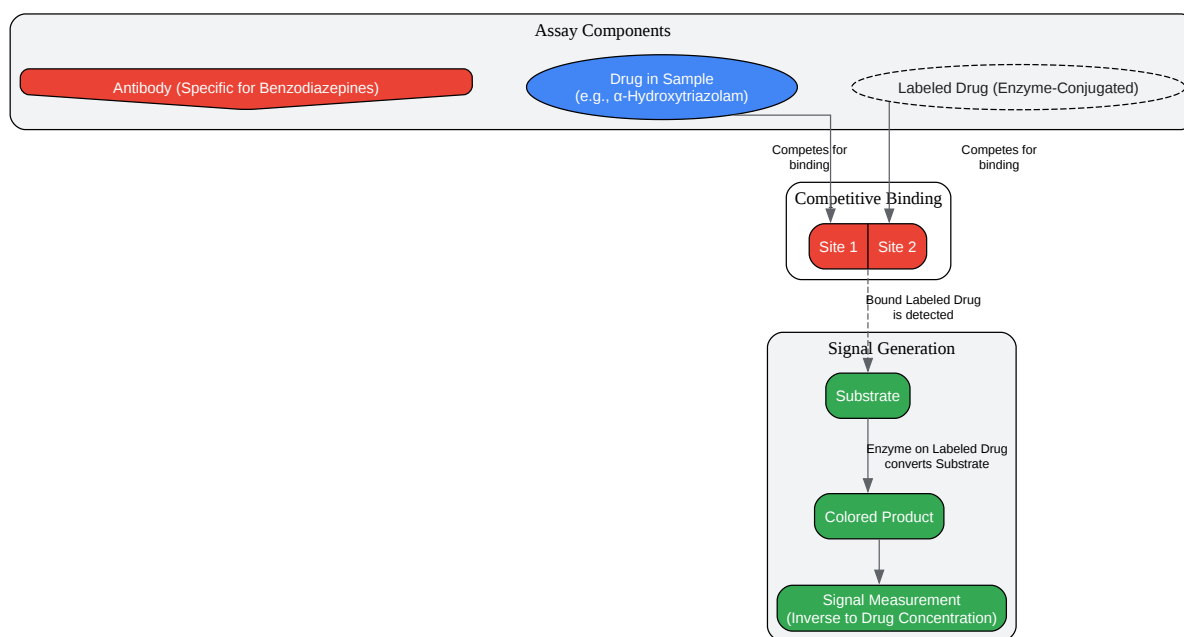 Assay Components
Antibody (Specific for Benzodiazepines)
Drug in Sample
(e.g., α-Hydroxytriazolam)
Labeled Drug (Enzyme-Conjugated)
Competes for
binding
Competes for
binding
Competitive Binding
Site 1
Site 2
Bound Labeled Drug
is detected
Signal Generation
Substrate
Enzyme on Labeled Drug
converts Substrate
Colored Product
Signal Measurement
(Inverse to Drug Concentration)